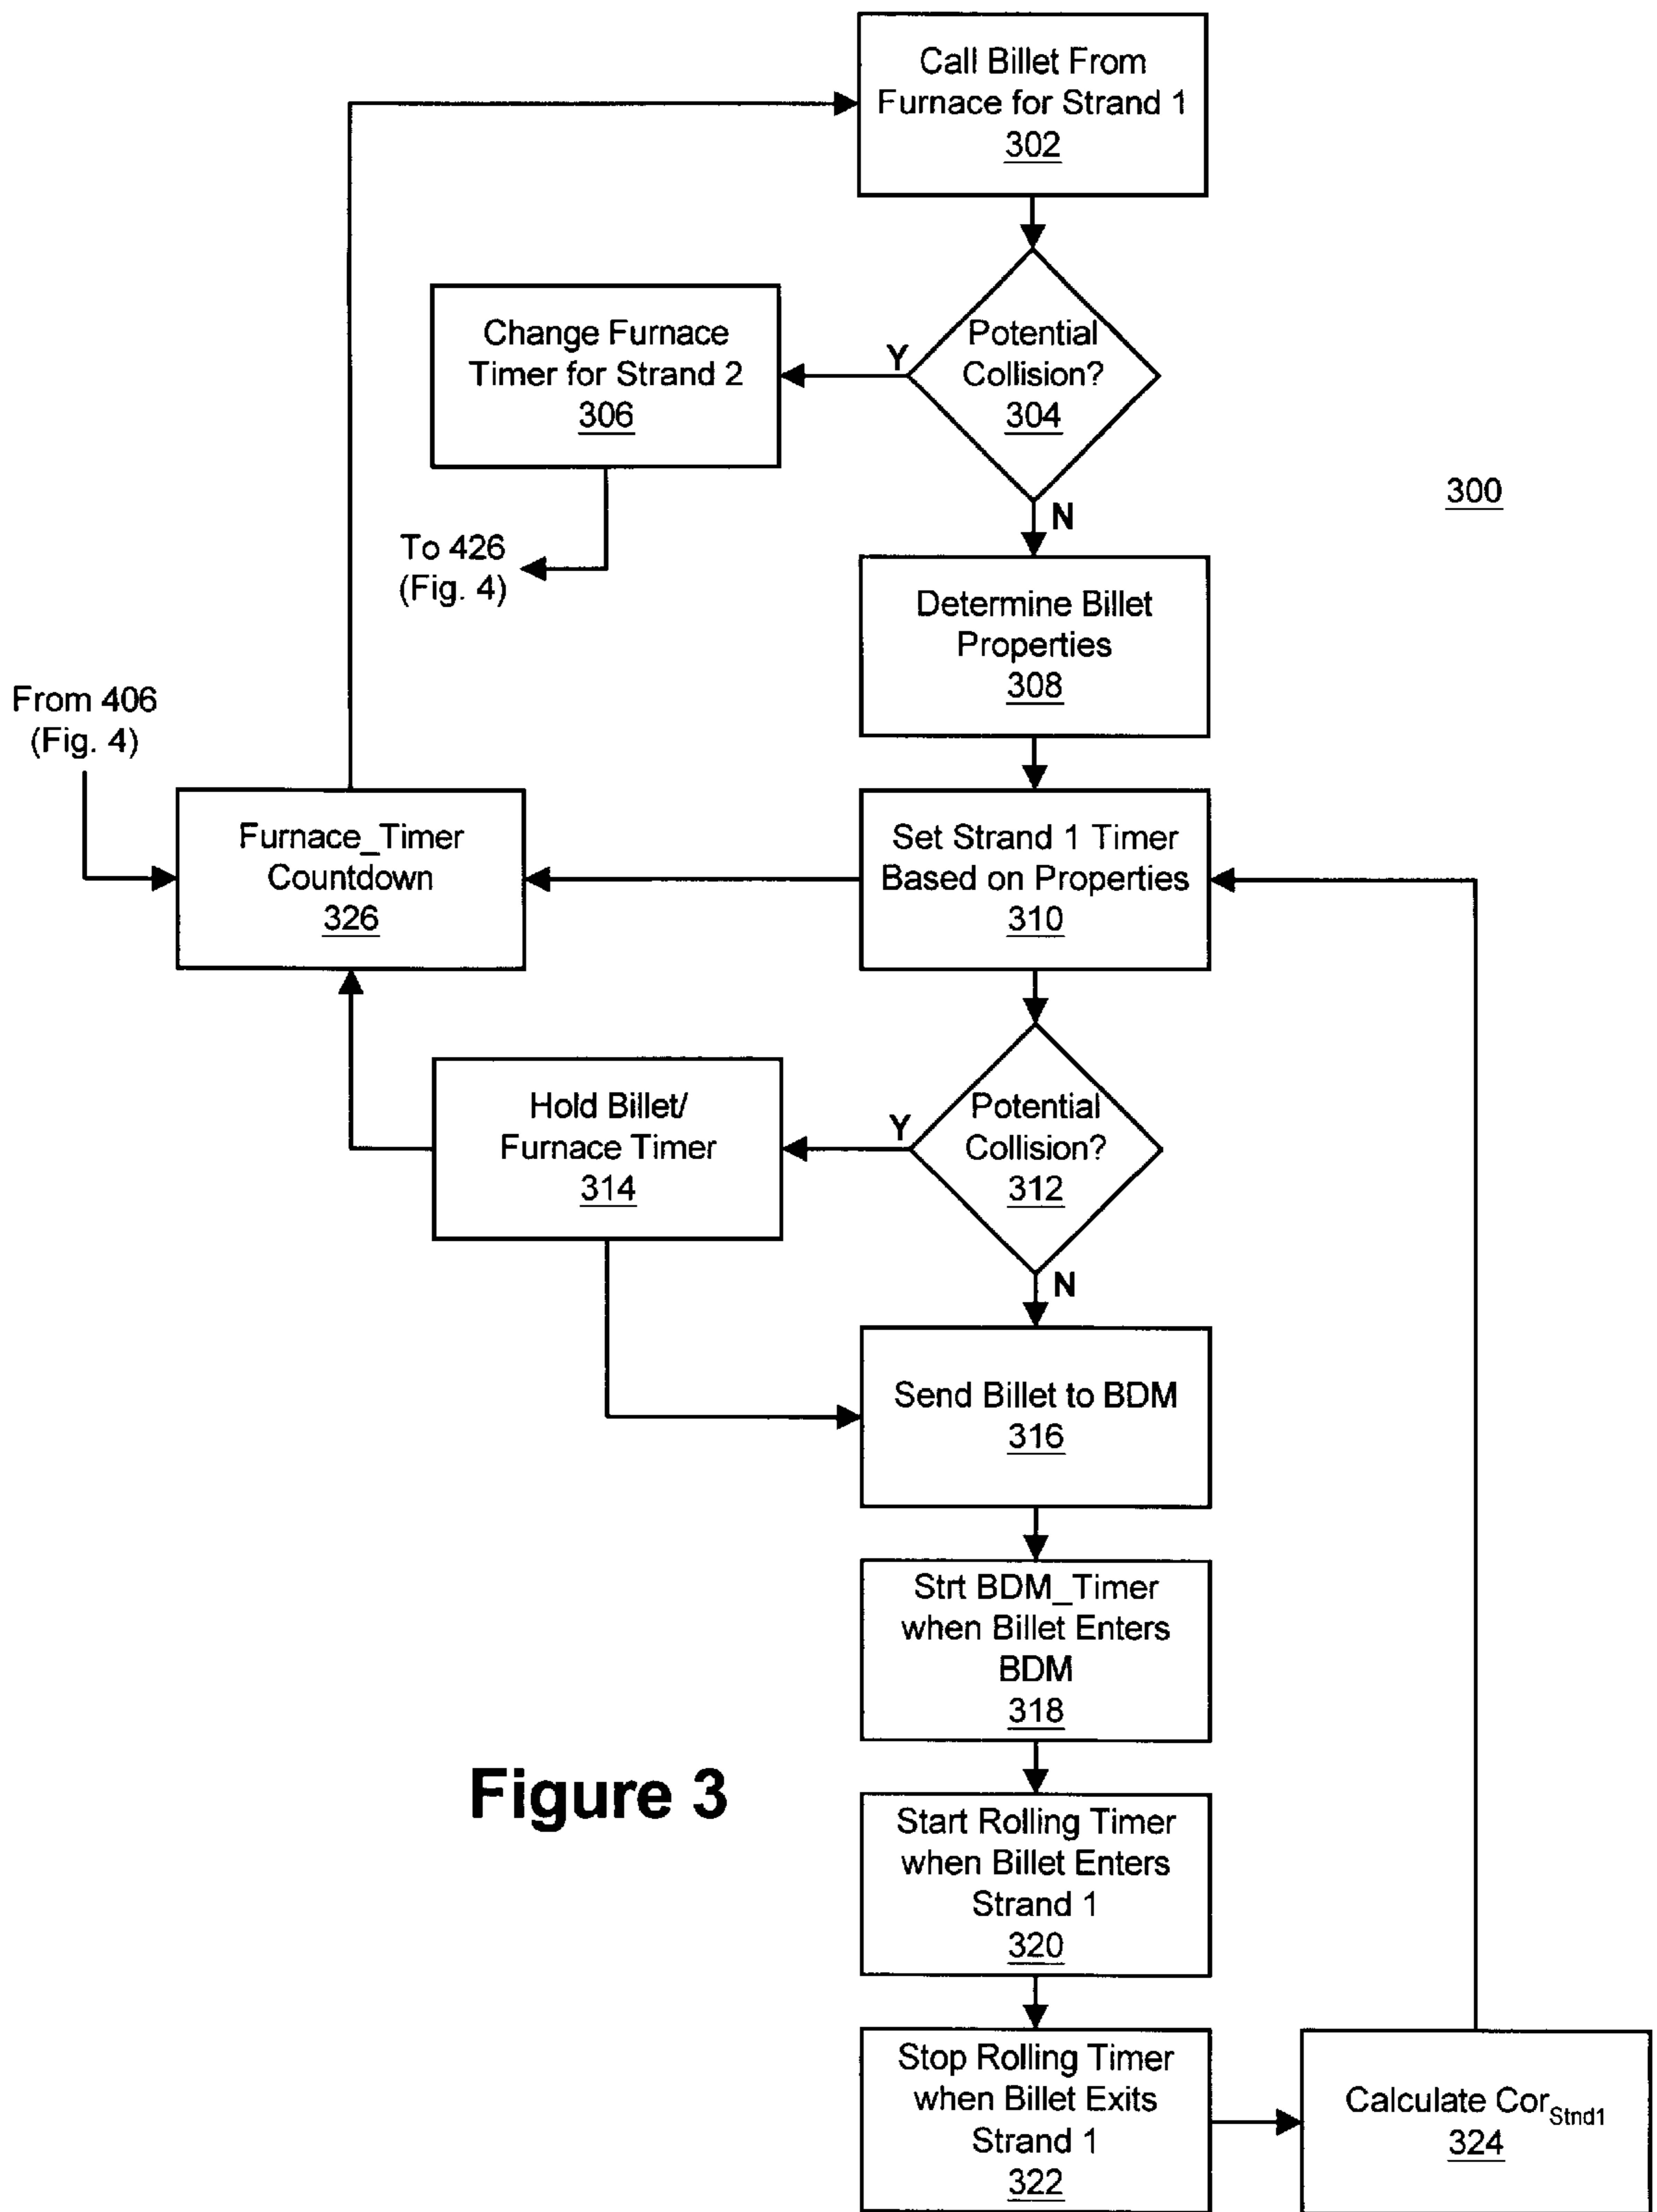 Call Billet From
Furnace for Strand 1
302
Potential
Collision?
304
Y
N
Change Furnace
Timer for Strand 2
306
To 426
(Fig. 4)
300
Determine Billet
Properties
308
From 406
(Fig. 4)
Furnace_Timer
Countdown
326
Set Strand 1 Timer
Based on Properties
310
Potential
Collision?
312
Y
N
Hold Billet/
Furnace Timer
314
Send Billet to BDM
316
Strt BDM_Timer
when Billet Enters
BDM
318
Figure 3
Start Rolling Timer
when Billet Enters
Strand 1
320
Stop Rolling Timer
when Billet Exits
Strand 1
322
Calculate Cor Stnd1
324